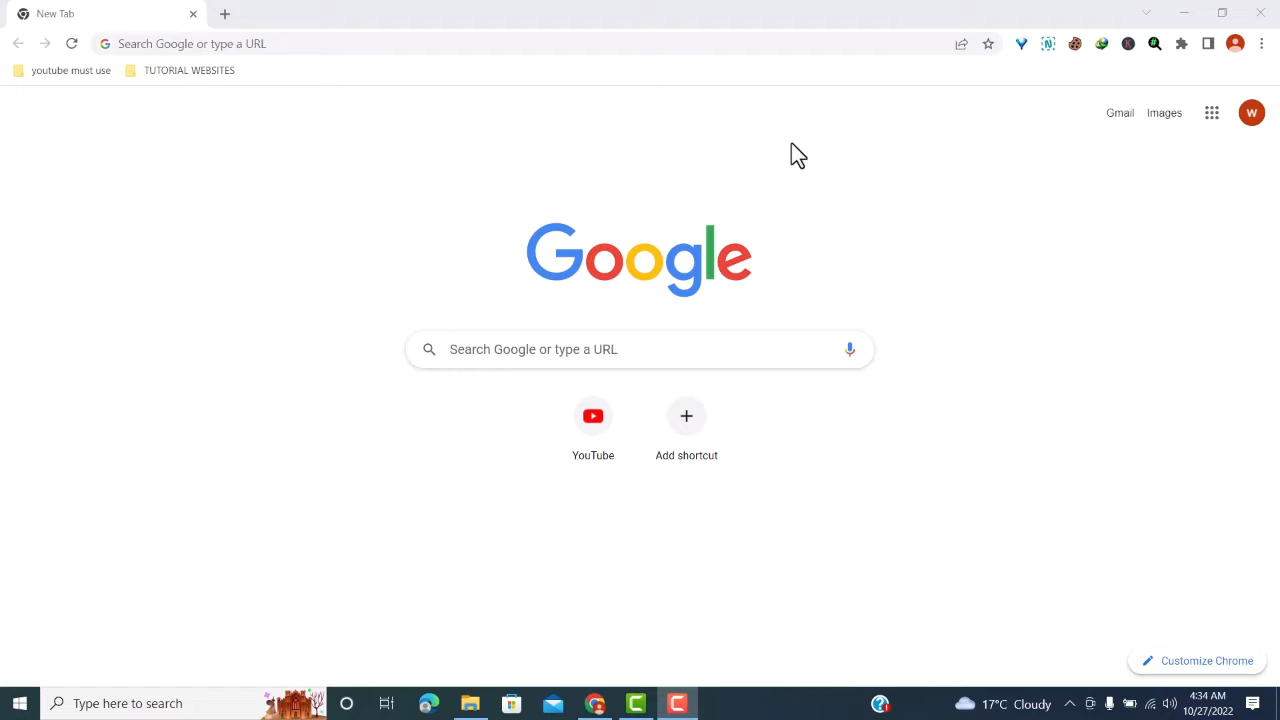 New Tab
Search Google or type a URL
youtube must use
TUTORIAL WEBSITES
Gmail
Images
W
Google
Search Google or type a URL
YouTube
Add shortcut
Customize Chrome
Type here to search
17°C Cloudy
4:34 AM
10/27/2022